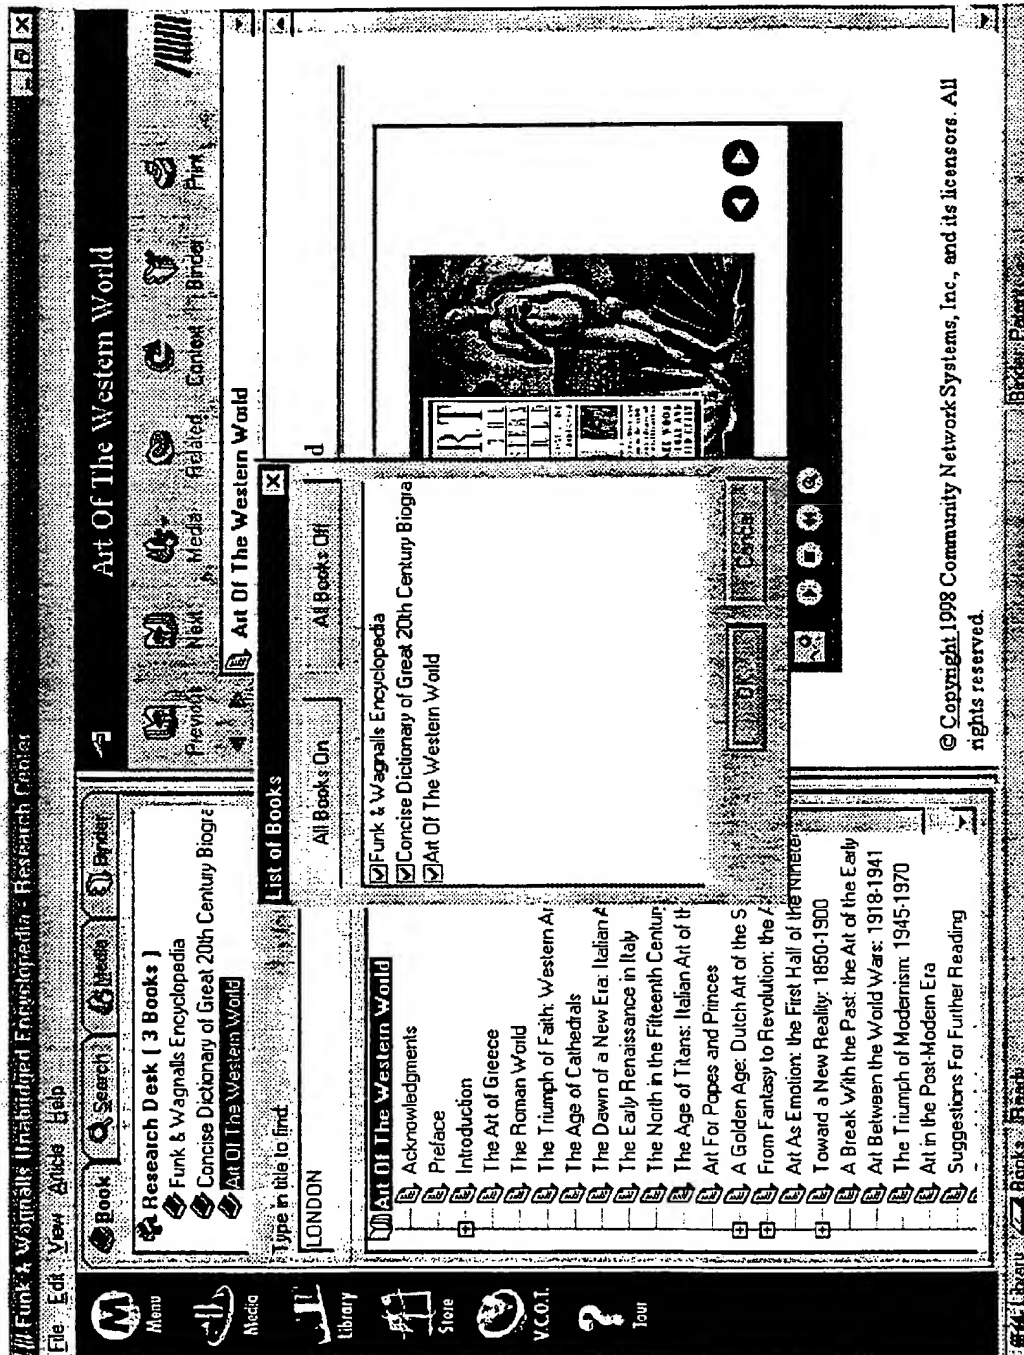 Funk & Wagnalls Unabridged Encyclopedia - Research Center
File Edit View Article Help
Menu
Media
Library
Store
V.C.O.T.
Tour
Book
Search
Media
Binder
Research Desk ( 3 Books )
Funk & Wagnalls Encyclopedia
Concise Dictionary of Great 20th Century Biogra
Art Of The Western World
Type in title to find
LONDON
Art Of The Western World
Acknowledgments
Preface
Introduction
The Art of Greece
The Roman World
The Triumph of Faith: Western Ar
The Age of Cathedrals
The Dawn of a New Era: Italian A
The Early Renaissance in Italy
The North in the Fifteenth Centur
The Age of Titans: Italian Art of th
Art For Popes and Princes
A Golden Age: Dutch Art of the S
From Fantasy to Revolution: the A
Art As Emotion: the First Half of the Nineteen
Toward a New Reality: 1850-1900
A Break With the Past: the Art of the Early
Art Between the World Wars: 1918-1941
The Triumph of Modernism: 1945-1970
Art in the Post-Modern Era
Suggestions For Further Reading
Art Of The Western World
Previous Next Media Related Context Binder Print
Art Of The Western World
d
List of Books
All Books On
All Books Off
Funk & Wagnalls Encyclopedia
Concise Dictionary of Great 20th Century Biogra
Art Of The Western World
OK
Cancel
© Copyright 1998 Community Network Systems, Inc., and its licensors. All
rights reserved.
Library Books Ready